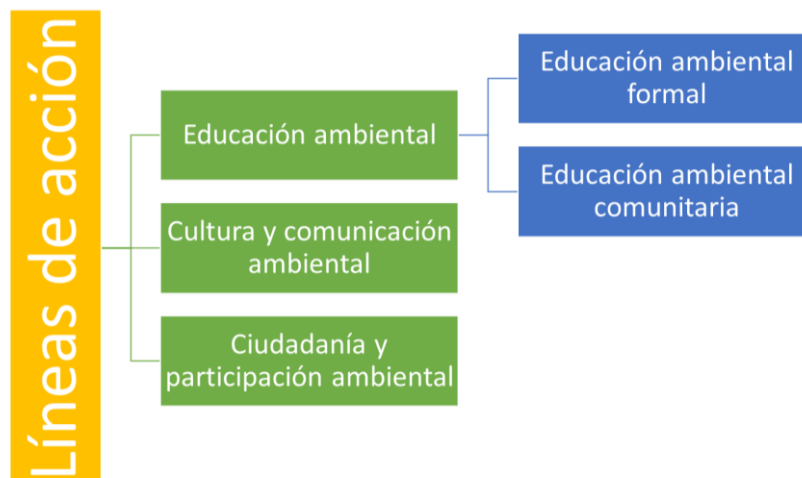 Líneas de acción
Educación ambiental
Cultura y comunicación
ambiental
Ciudadanía y
participación ambiental
Educación ambiental
formal
Educación ambiental
comunitaria